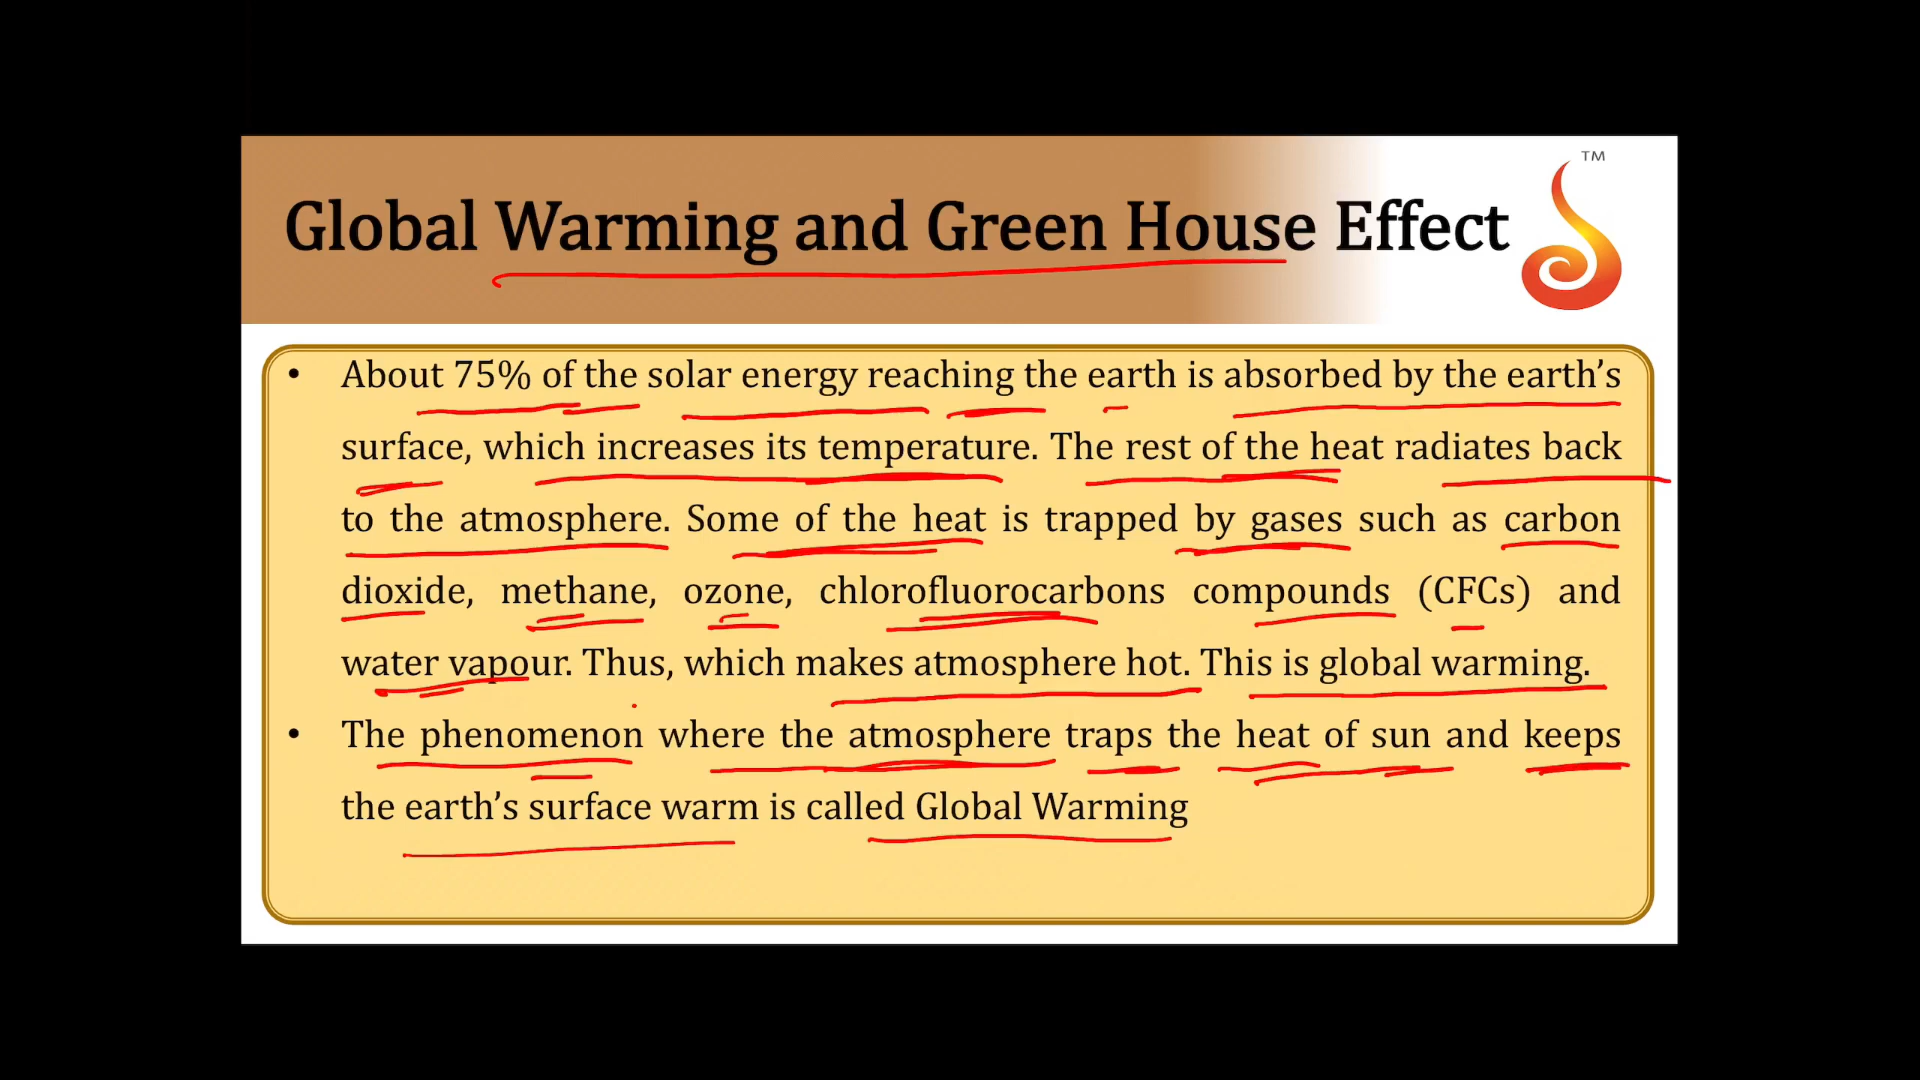 TM
Global Warming and Green House Effect
• About 75% of the solar energy reaching the earth is absorbed by the earth’s
surface, which increases its temperature. The rest of the heat radiates back
to the atmosphere. Some of the heat is trapped by gases such as carbon
dioxide, methane, ozone, chlorofluorocarbons compounds (CFCs) and
water vapour. Thus, which makes atmosphere hot. This is global warming.
• The phenomenon where the atmosphere traps the heat of sun and keeps
the earth’s surface warm is called Global Warming